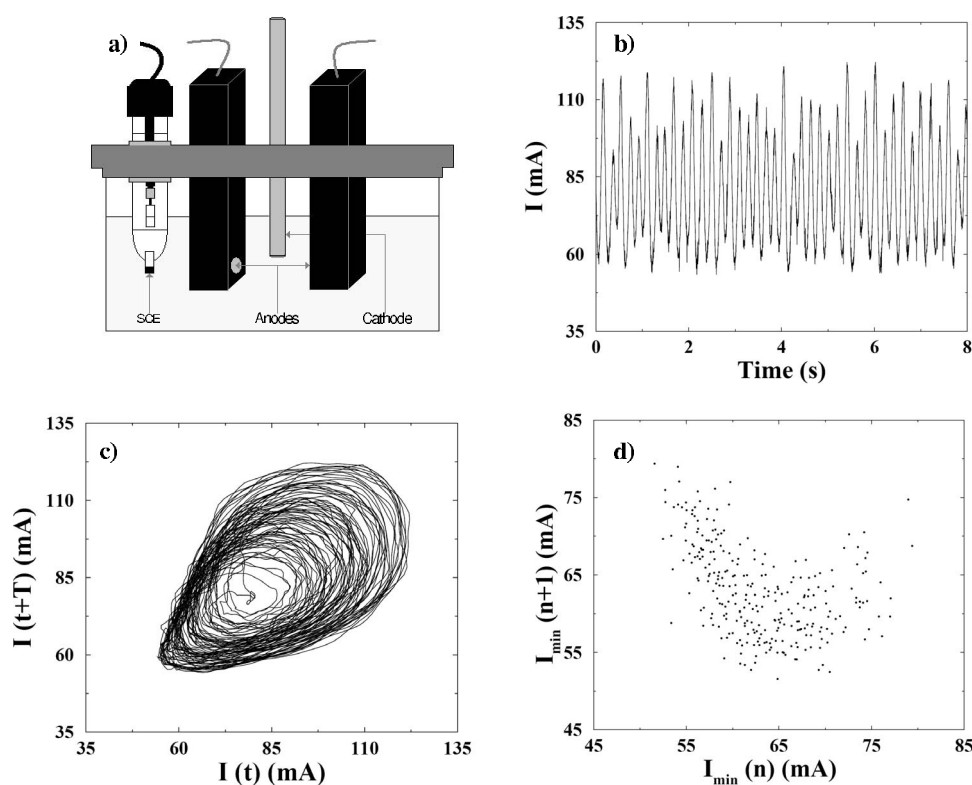 a)
SCE
Anodes
Cathode
b)
I (mA)
135
110
85
60
35
0 2 4 6 8
Time (s)
c)
I (t+T) (mA)
135
110
85
60
35
35 60 85 110 135
I (t) (mA)
d)
Imin (n+1) (mA)
85
75
65
55
45
45 55 65 75 85
Imin (n) (mA)